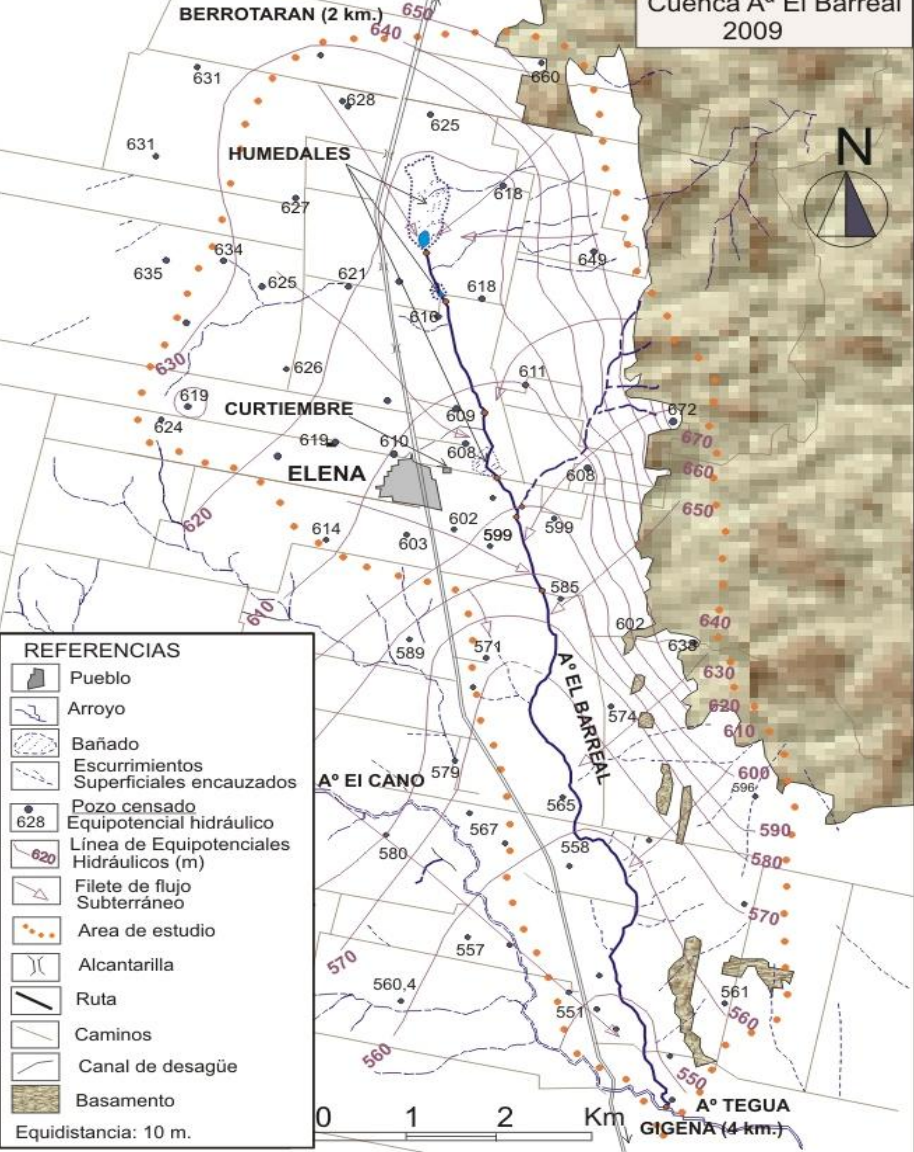 Cuenca Aº El Barreal
2009
BERROTARAN (2 km.)
650
640
660
631
628
625
631
HUMEDALES
N
618
627
634
649
635
625
621
618
616
630
626
611
619
CURTIEMBRE
609
672
624
619
610
608
670
ELENA
608
660
650
620
602
599
614
603
599
585
610
602
640
638
589
571
630
Aº EL BARREAL
574
620
610
579
600
Aº El CANO
596
565
567
590
558
580
580
570
557
570
560,4
561
551
560
560
550
Aº TEGUA
GIGENA (4 km.)
0 1 2 Km
REFERENCIAS
Pueblo
Arroyo
Bañado
Escurrimientos
Superficiales encauzados
Pozo censado
628 Equipotencial hidráulico
620 Línea de Equipotenciales
Hidráulicos (m)
Filete de flujo
Subterráneo
Area de estudio
Alcantarilla
Ruta
Caminos
Canal de desagüe
Basamento
Equidistancia: 10 m.